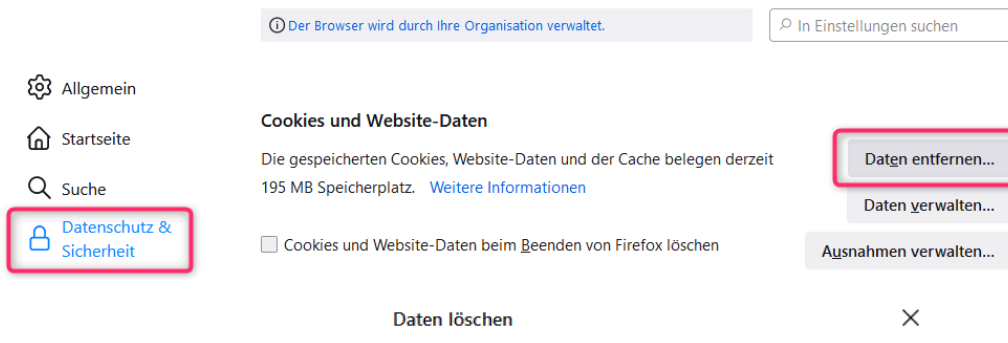 Der Browser wird durch Ihre Organisation verwaltet.
In Einstellungen suchen
Allgemein
Startseite
Suche
Datenschutz &
Sicherheit
Cookies und Website-Daten
Die gespeicherten Cookies, Website-Daten und der Cache belegen derzeit
195 MB Speicherplatz. Weitere Informationen
Daten entfernen...
Daten verwalten...
Cookies und Website-Daten beim Beenden von Firefox löschen
Ausnahmen verwalten...
Daten löschen